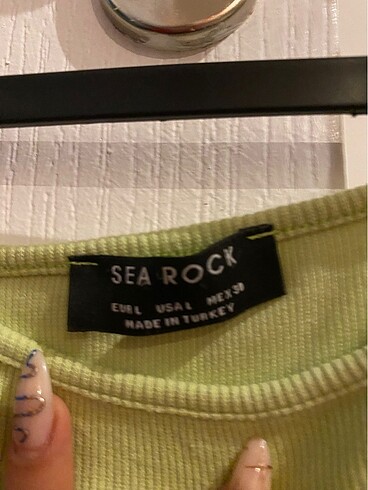 SEA ROCK
EUR L USA L MEX 30
MADE IN TURKEY